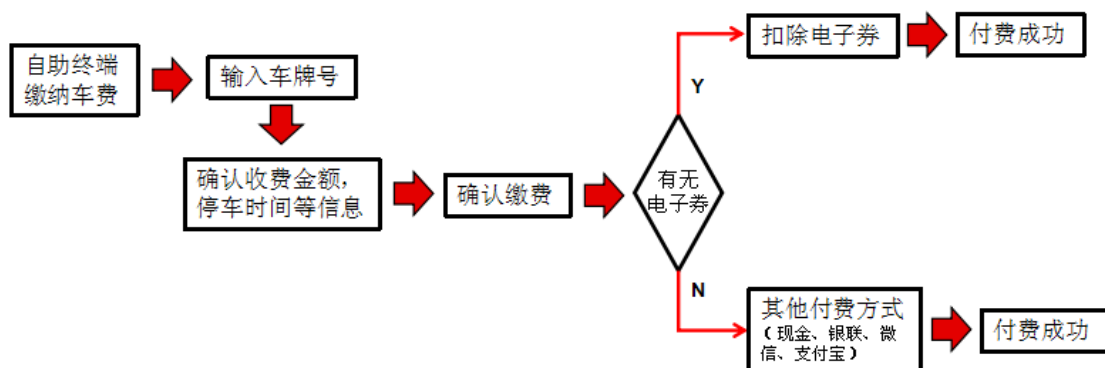 自助终端
缴纳车费
输入车牌号
确认收费金额，
停车时间等信息
确认缴费
有无
电子券
Y
扣除电子券
付费成功
N
其他付费方式
（现金、银联、微
信、支付宝）
付费成功